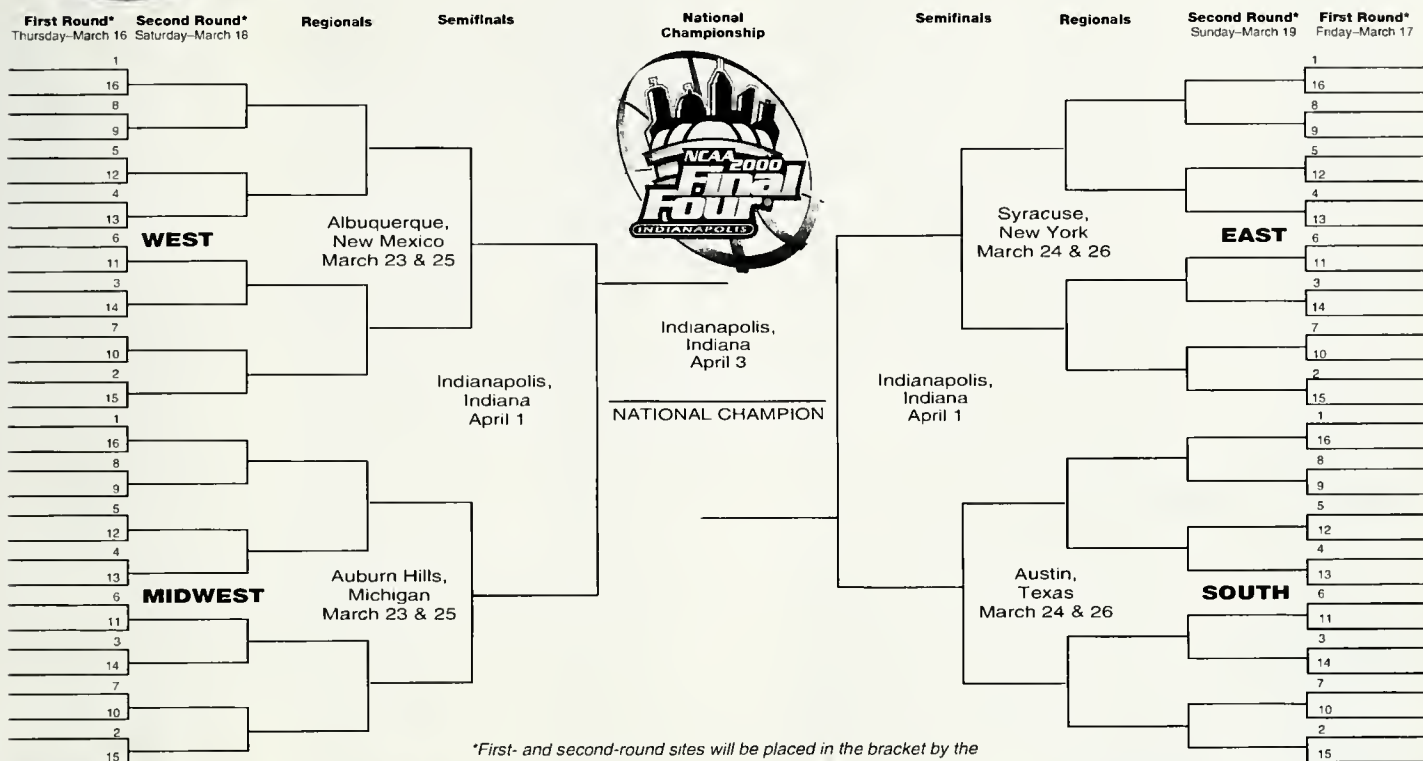 First Round*
Thursday–March 16
Second Round*
Saturday–March 18
Regionals
Semifinals
National
Championship
Semifinals
Regionals
Second Round*
Sunday–March 19
First Round*
Friday–March 17
1
16
8
9
5
12
4
13
6
11
3
14
7
10
2
15
WEST
Albuquerque,
New Mexico
March 23 & 25
1
16
8
9
5
12
4
13
6
11
3
14
7
10
2
15
MIDWEST
Auburn Hills,
Michigan
March 23 & 25
Indianapolis,
Indiana
April 1
NCAA 2000
Final
Four
INDIANAPOLIS
Indianapolis,
Indiana
April 3
NATIONAL CHAMPION
Indianapolis,
Indiana
April 1
Syracuse,
New York
March 24 & 26
EAST
1
16
8
9
5
12
4
13
6
11
3
14
7
10
2
15
Austin,
Texas
March 24 & 26
SOUTH
1
16
8
9
5
12
4
13
6
11
3
14
7
10
2
15
*First- and second-round sites will be placed in the bracket by the